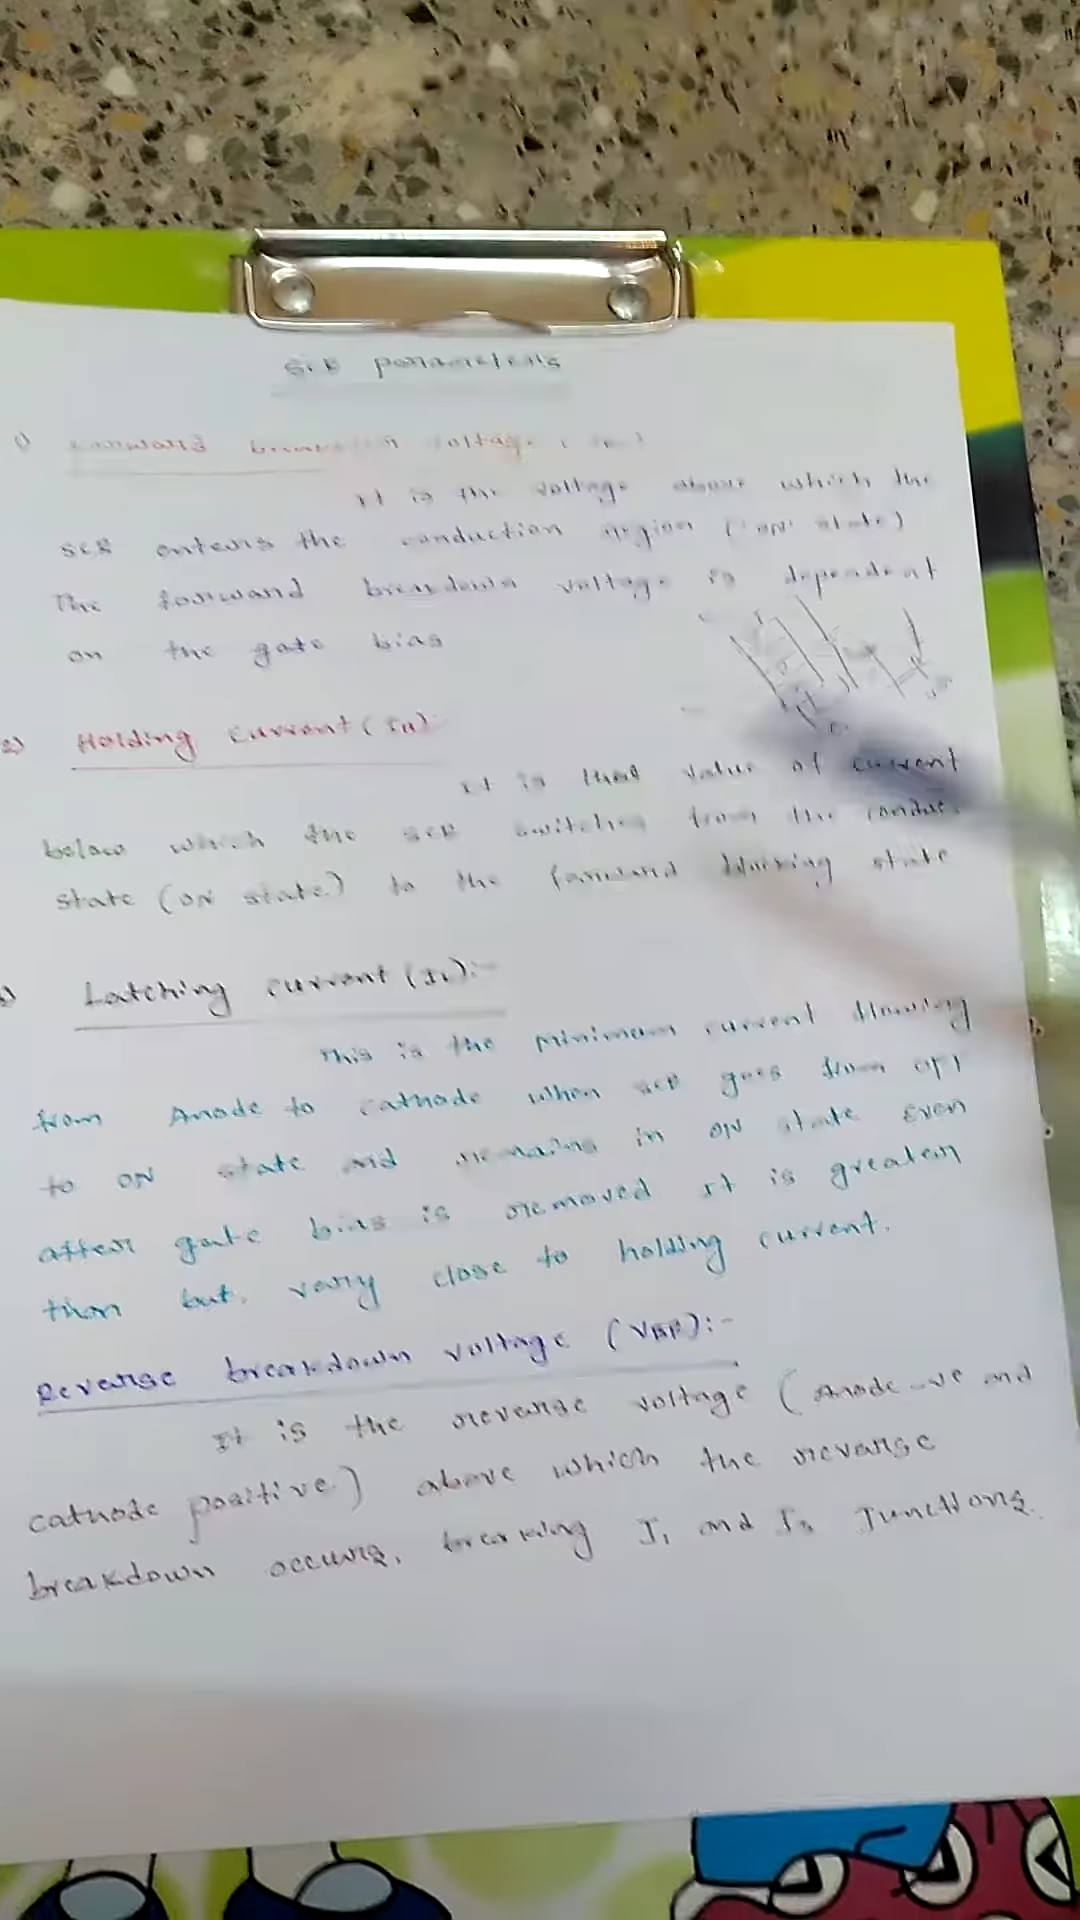 SCR parameters
1) Forward breakdown voltage
It is the voltage above which the
SCR enters the conduction region ('ON' state)
The forward breakdown voltage is dependent
on the gate bias
2) Holding current (IH):-
It is that value of current
below which the SCR switches from the conduc.
state (ON state) to the forward blocking state
Latching current (IL):-
This is the minimum current flowing
from Anode to cathode when SCR goes from OFF
to ON state and remains in ON state Even
after gate bias is removed It is greater
than but, very close to holding current.
Reverse breakdown voltage (VBR):-
It is the reverse voltage (Anode -ve and
cathode positive) above which the reverse
breakdown occurs, breaking J1 and J3 Junctions.